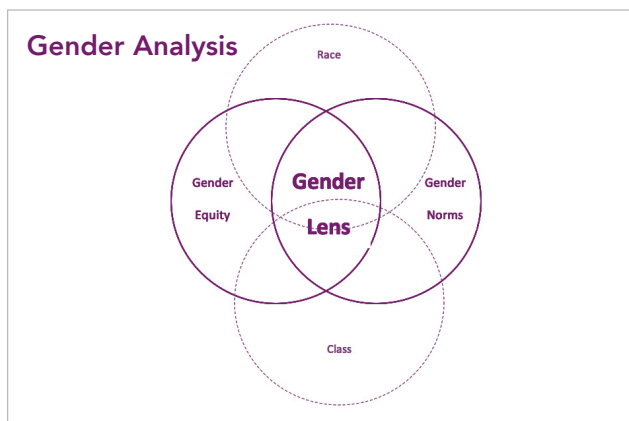 Gender Analysis
Race
Gender
Equity
Gender
Lens
Gender
Norms
Class